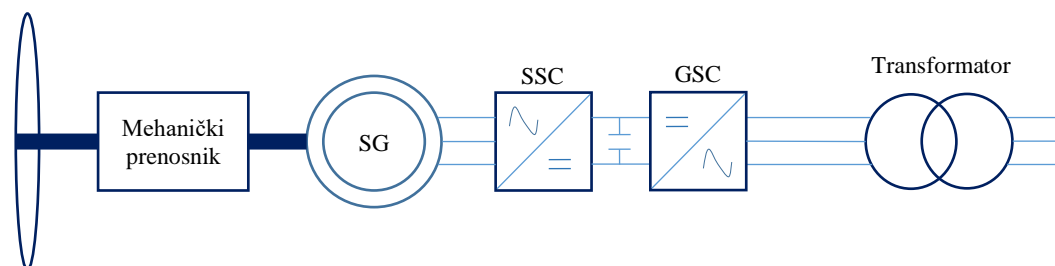 Mehanički
prenosnik
SG
SSC
GSC
Transformator